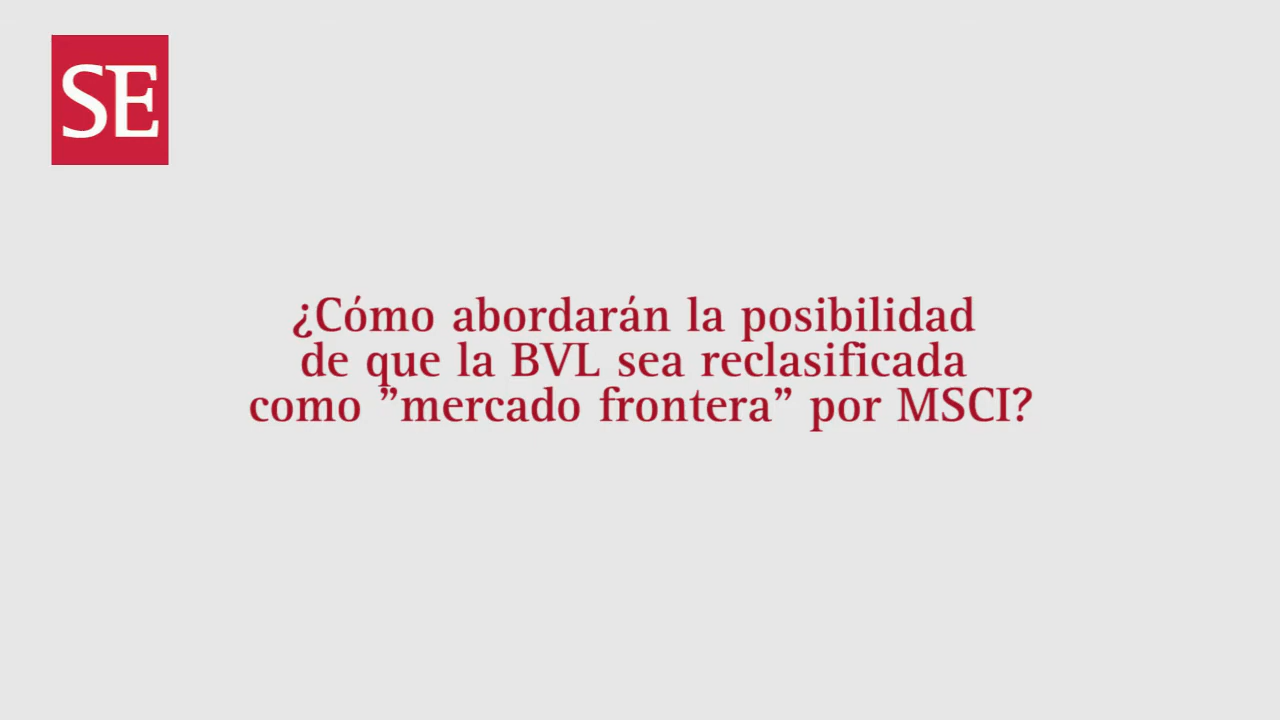 SE
¿Cómo abordarán la posibilidad
de que la BVL sea reclasificada
como ”mercado frontera” por MSCI?